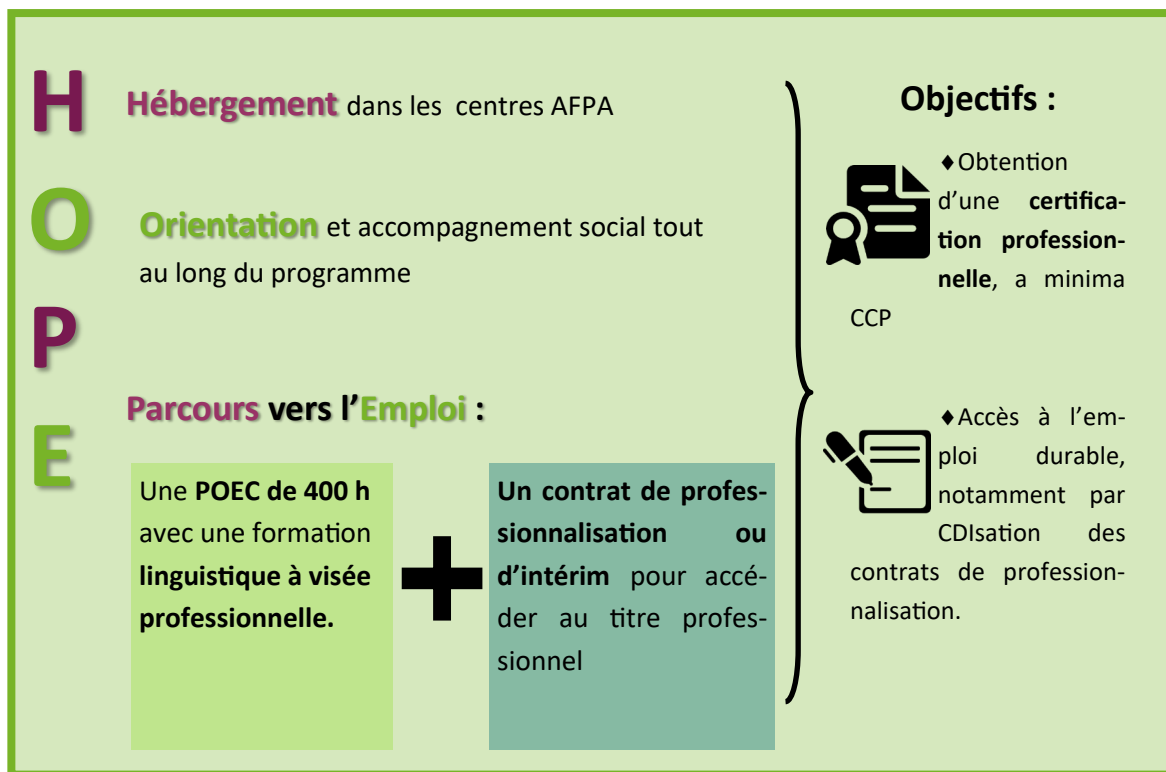 H
O
P
E
Hébergement dans les centres AFPA
Orientation et accompagnement social tout
au long du programme
Parcours vers l’Emploi :
Une POEC de 400 h
avec une formation
linguistique à visée
professionnelle.
Un contrat de profes-
sionnalisation ou
d’intérim pour accé-
der au titre profes-
sionnel
Objectifs :
♦Obtention
d’une certifica-
tion profession-
nelle, a minima
CCP
♦Accès à l’em-
ploi durable,
notamment par
CDIsation des
contrats de profession-
nalisation.